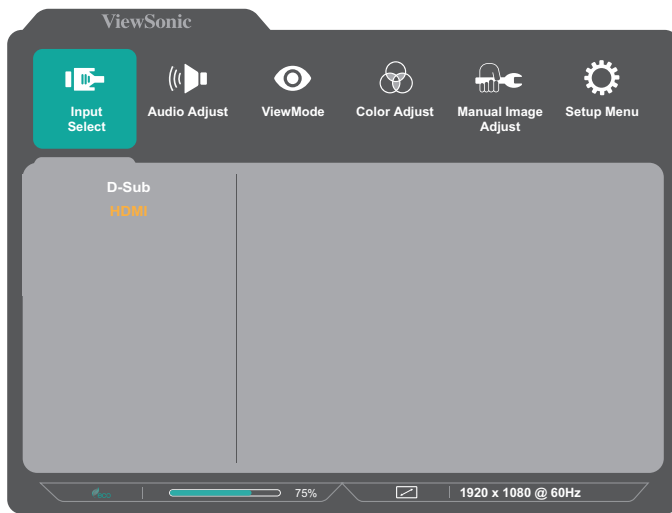 ViewSonic
Input
Select
Audio Adjust
ViewMode
Color Adjust
Manual Image
Adjust
Setup Menu
D-Sub
HDMI
eco
75%
1920 x 1080 @ 60Hz